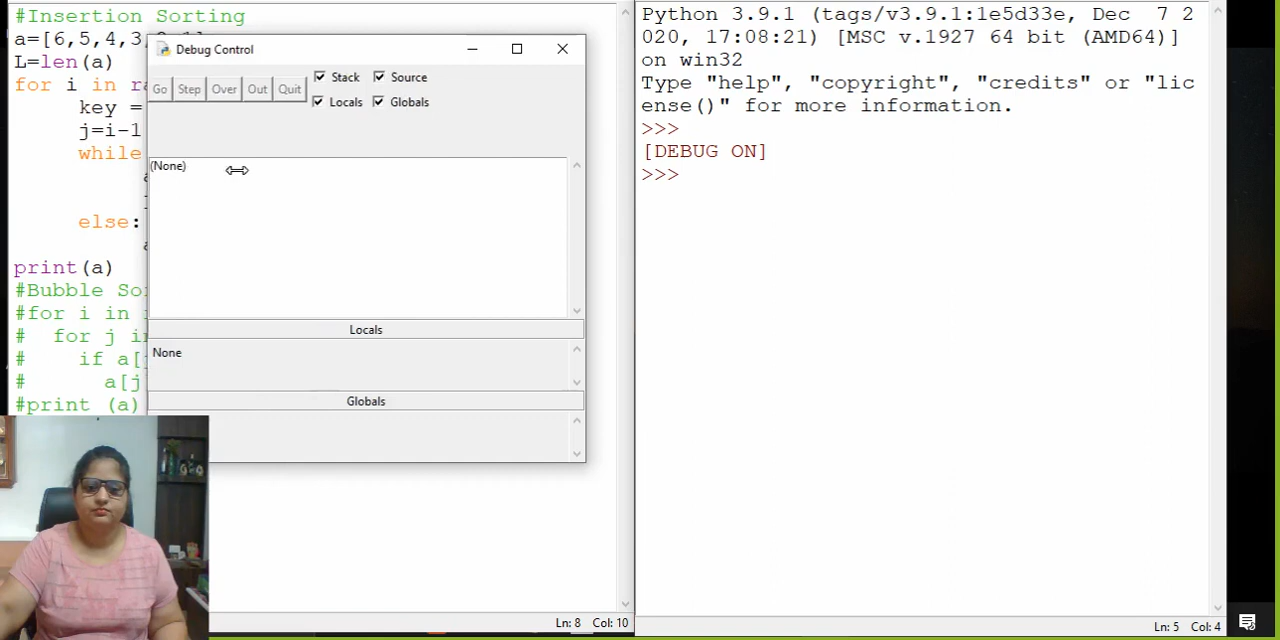 #Insertion Sorting
a=[6,5,4,3,
L=len(a)
for i in
key =
j=i-1
while
else:
print(a)
#Bubble
#for i in
# for j in
# if
# a[j
#print (a)
Debug Control
Go Step Over Out Quit
Stack Source
Locals Globals
(None)
Locals
None
Globals
Ln: 8 Col: 10
Python 3.9.1 (tags/v3.9.1:1e5d33e, Dec 7 2
020, 17:08:21) [MSC v.1927 64 bit (AMD64)]
on win32
Type "help", "copyright", "credits" or "lic
ense()" for more information.
>>>
[DEBUG ON]
>>>
Ln: 5 Col: 4